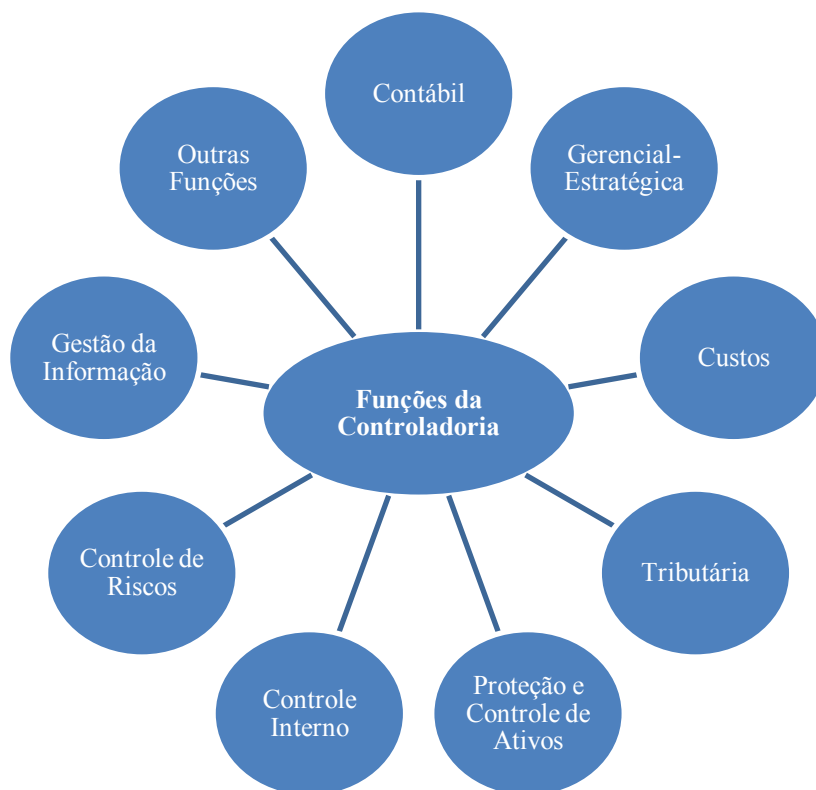 Contábil
Gerencial-
Estratégica
Custos
Tributária
Proteção e
Controle de
Ativos
Controle
Interno
Controle de
Riscos
Gestão da
Informação
Outras
Funções
Funções da
Controladoria